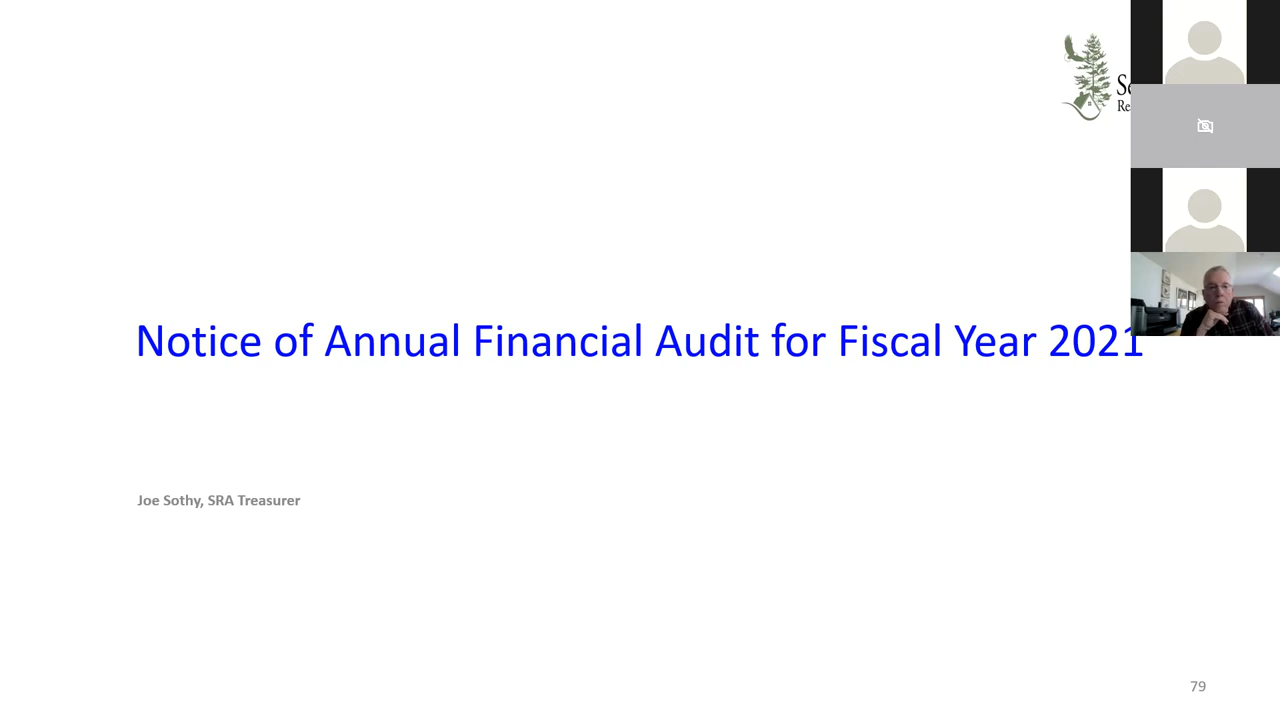 Notice of Annual Financial Audit for Fiscal Year 2021
Joe Sothy, SRA Treasurer
79